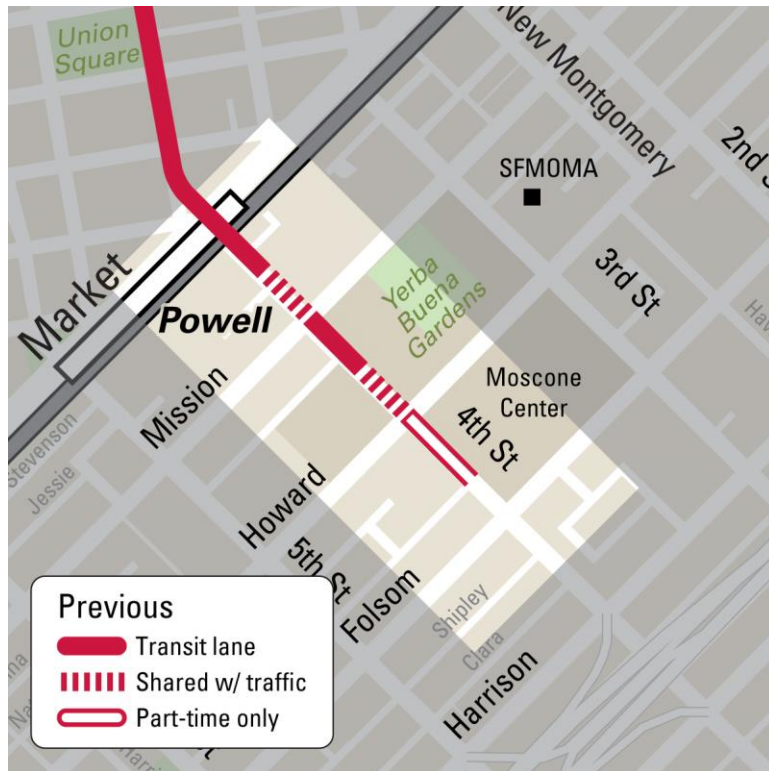 Union
Square
New Montgomery
2nd S
SFMOMA
3rd St
Market
Powell
Yerba
Buena
Gardens
Moscone
Center
Mission
4th St
Stevenson
Jessie
Howard
5th St
Folsom
Shipley
Clara
Harrison
Previous
Transit lane
Shared w/ traffic
Part-time only